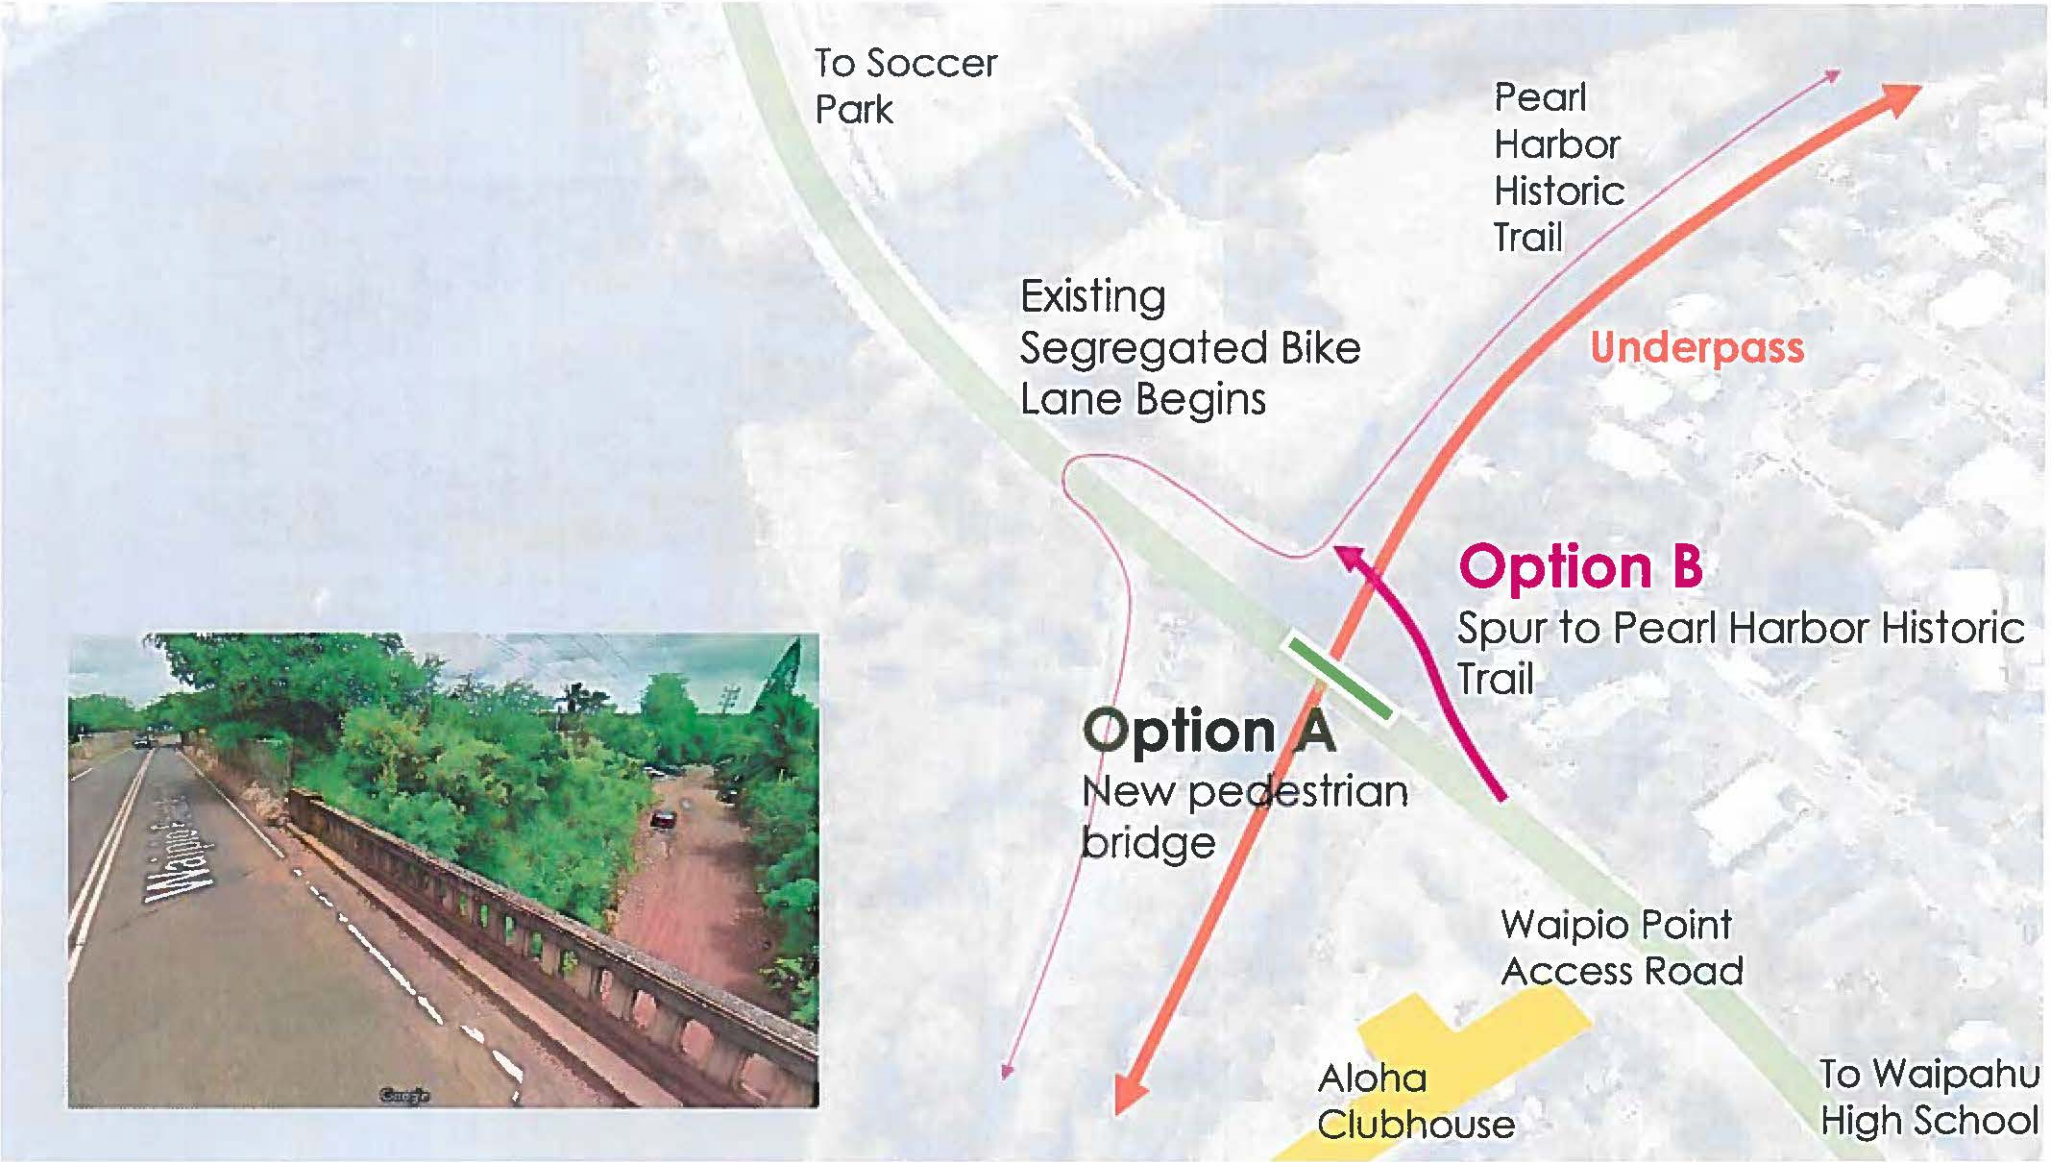 To Soccer
Park
Pearl
Harbor
Historic
Trail
Existing
Segregated Bike
Lane Begins
Underpass
Option B
Spur to Pearl Harbor Historic
Trail
Option A
New pedestrian
bridge
Waipio Point
Access Road
Aloha
Clubhouse
To Waipahu
High School
Google